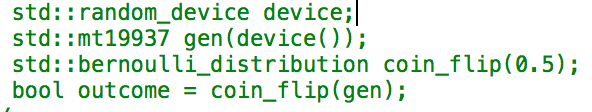 std::random_device device;
std::mt19937 gen(device());
std::bernoulli_distribution coin_flip(0.5);
bool outcome = coin_flip(gen);